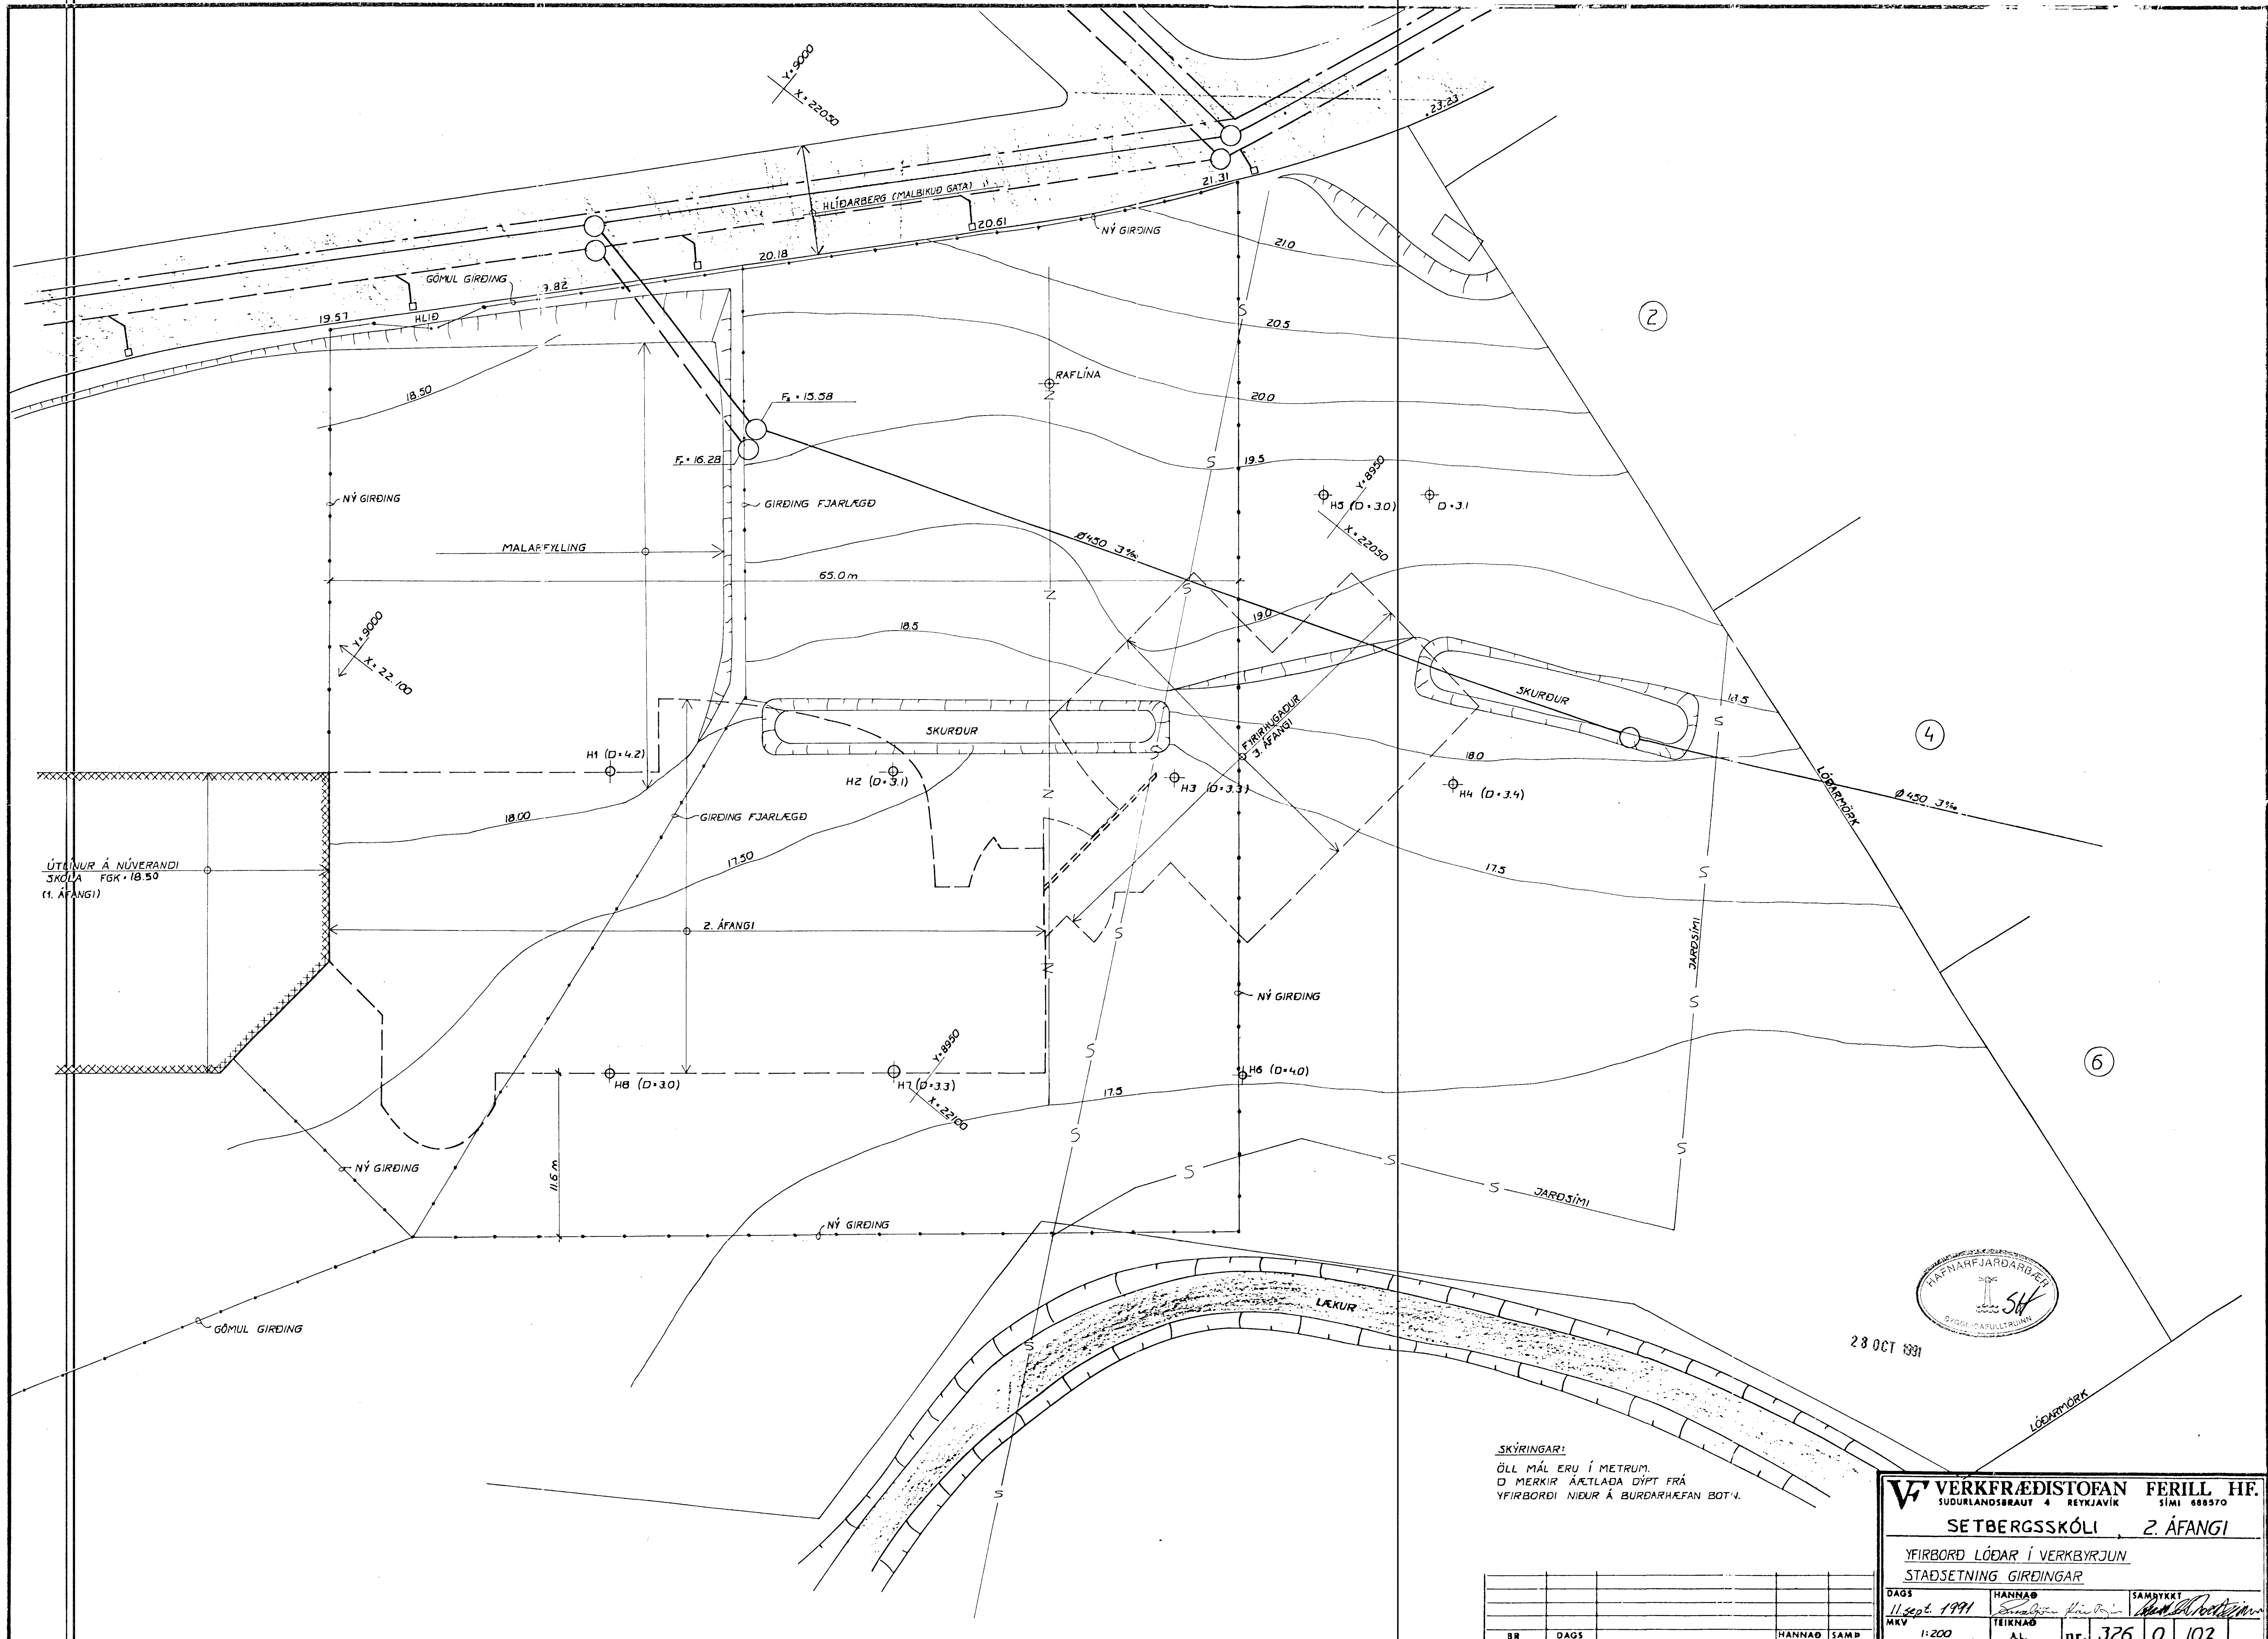 Y=9000
X=22050
23.23
HLÍÐARBERG (MALBIKUÐ GATA)
21.31
20.61
NÝ GIRÐING
20.18
GÖMUL GIRÐING
19.57
HLIÐ
21.0
20.5
20.0
19.5
2
RAFLÍNA
Z
S
18.50
F = 15.58
F = 16.28
NÝ GIRÐING
GIRÐING FJARLÆGÐ
MALARFYLLING
65.0 m
Ø 450 3‰
Y=8950
X=22050
H5 (D=3.0)
D=3.1
Y=9000
X=22.100
18.5
19.0
SKURÐUR
SKURÐUR
18.5
18.0
4
FYRIRHUGAÐUR
3. ÁFANGI
H1 (D=4.2)
H2 (D=3.1)
H3 (D=3.3)
H4 (D=3.4)
Ø 450 3‰
LÓÐARMÖRK
18.00
GIRÐING FJARLÆGÐ
17.50
17.5
ÚTLÍNUR Á NÚVERANDI
SKÓLA FGK=18.50
(1. ÁFANGI)
2. ÁFANGI
JARÐSÍMI
NÝ GIRÐING
6
H8 (D=3.0)
H7 (D=3.3)
Y=8950
X=22100
H6 (D=4.0)
17.5
11.6 m
NÝ GIRÐING
JARÐSÍMI
NÝ GIRÐING
GÖMUL GIRÐING
LÆKUR
HAFNARFJARÐARBÆR
BYGGINGAFULLTRÚINN
28 OCT 1991
LÓÐARMÖRK
SKÝRINGAR:
ÖLL MÁL ERU Í METRUM.
D MERKIR ÁÆTLAÐA DÝPT FRÁ
YFIRBORÐI NIÐUR Á BURÐARHÆFAN BOTN.
VF VERKFRÆÐISTOFAN FERILL HF.
SUÐURLANDSBRAUT 4 REYKJAVÍK SÍMI 688570
SETBERGSSKÓLI, 2. ÁFANGI
YFIRBORÐ LÓÐAR Í VERKBYRJUN
STAÐSETNING GIRÐINGAR
DAGS HANNAÐ SAMÞYKKT
11. sept. 1991
MKV TEIKNAÐ
1:200 A.L. nr. 376 0 102
BR DAGS HANNAÐ SAMÞ